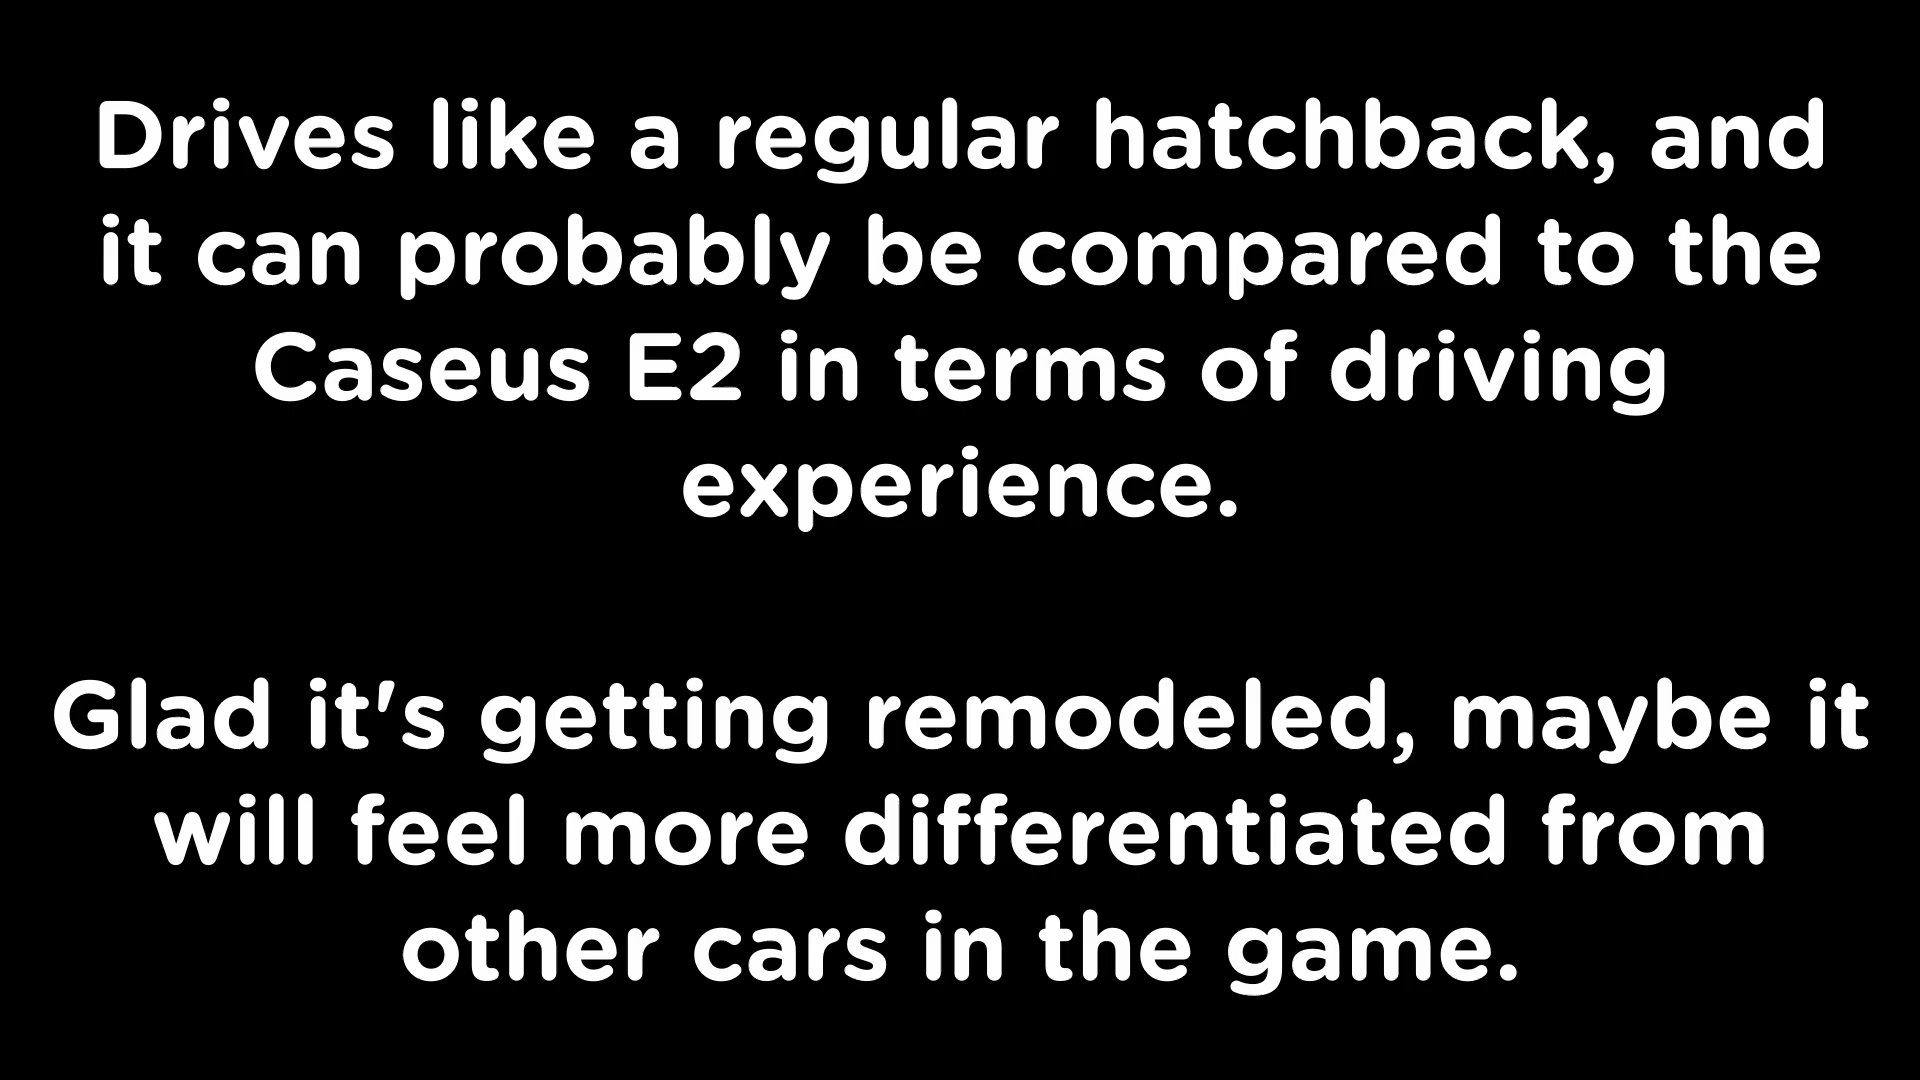 Drives like a regular hatchback, and
it can probably be compared to the
Caseus E2 in terms of driving
experience.
Glad it's getting remodeled, maybe it
will feel more differentiated from
other cars in the game.